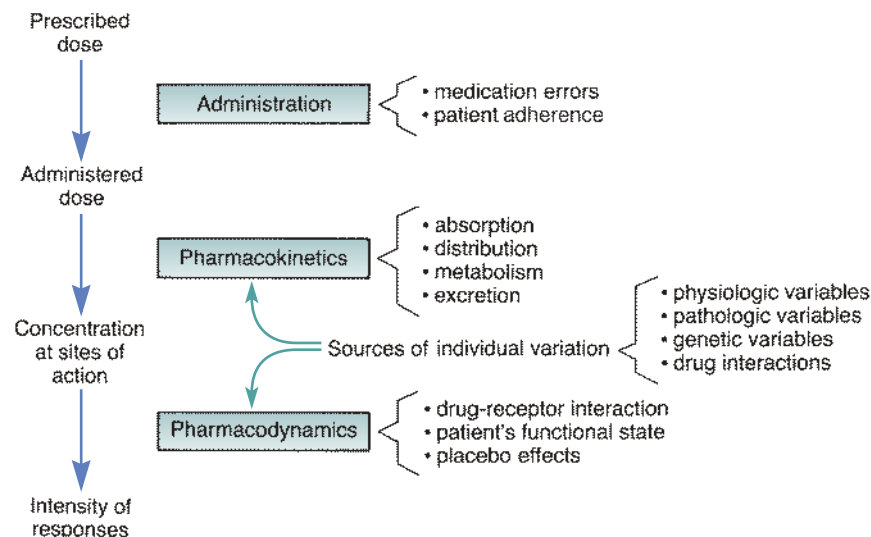 Prescribed
dose
Administration
• medication errors
• patient adherence
Administered
dose
Pharmacokinetics
• absorption
• distribution
• metabolism
• excretion
Concentration
at sites of
action
Sources of individual variation
• physiologic variables
• pathologic variables
• genetic variables
• drug interactions
Pharmacodynamics
• drug-receptor interaction
• patient's functional state
• placebo effects
Intensity of
responses